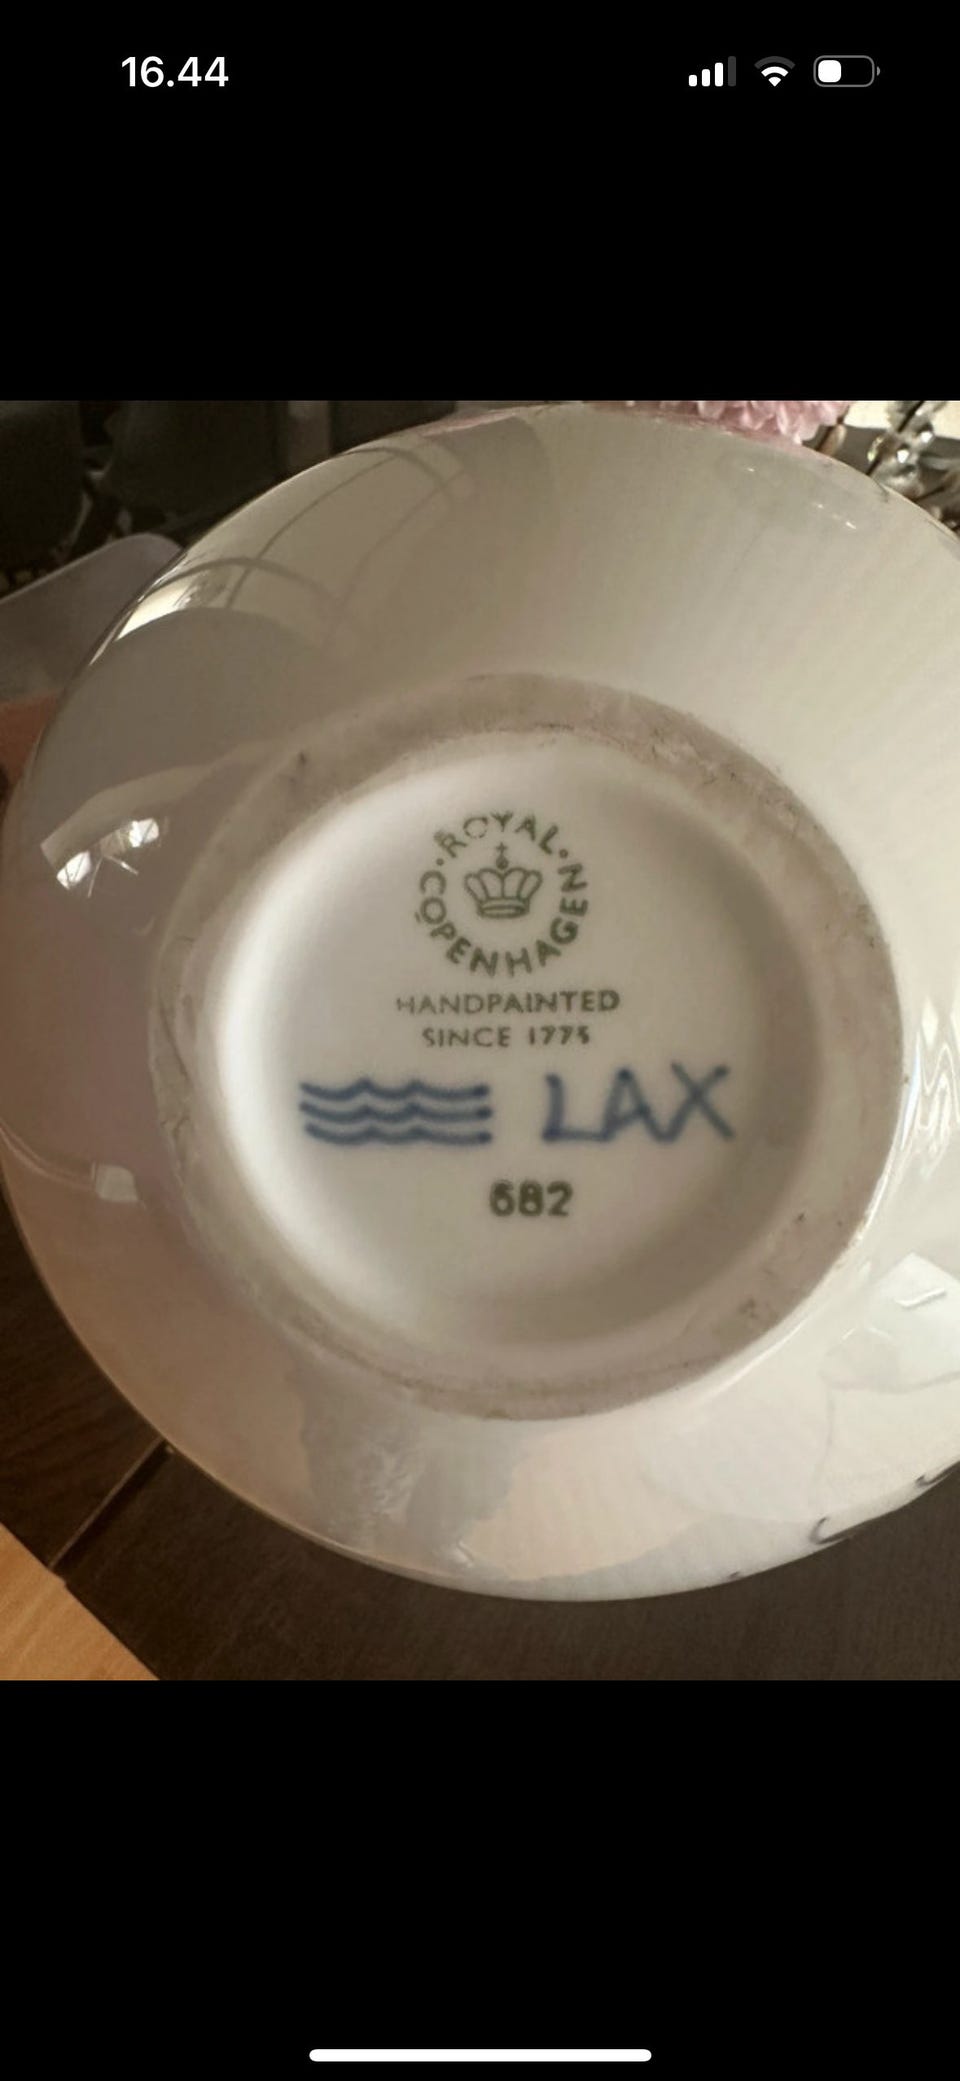 16.44
ROYAL
COPENHAGEN
HANDPAINTED
SINCE 1775
LAX
682